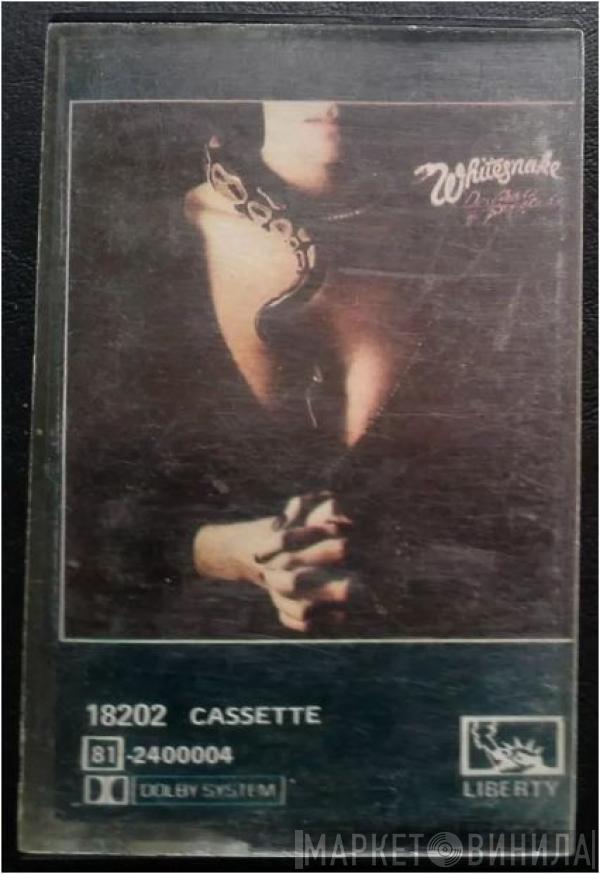 Whitesnake
18202 CASSETTE
81-2400004
DOLBY SYSTEM
LIBERTY
МАРКЕТ ВИНИЛА